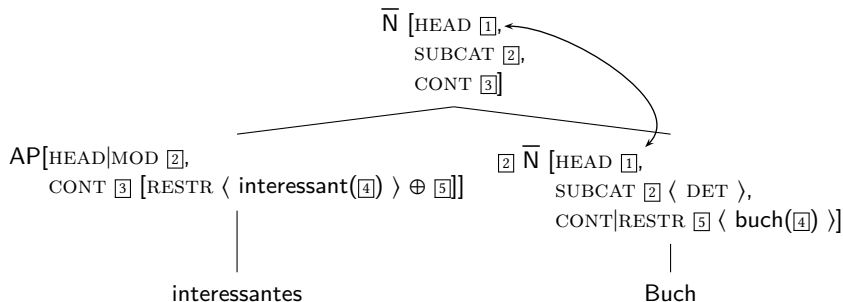 N̅ [HEAD 1,
SUBCAT 2,
CONT 3]
AP[HEAD|MOD 2,
CONT 3 [RESTR ⟨ interessant(4) ⟩ ⊕ 5]]
2 N̅ [HEAD 1,
SUBCAT 2 ⟨ DET ⟩,
CONT|RESTR 5 ⟨ buch(4) ⟩]
interessantes
Buch